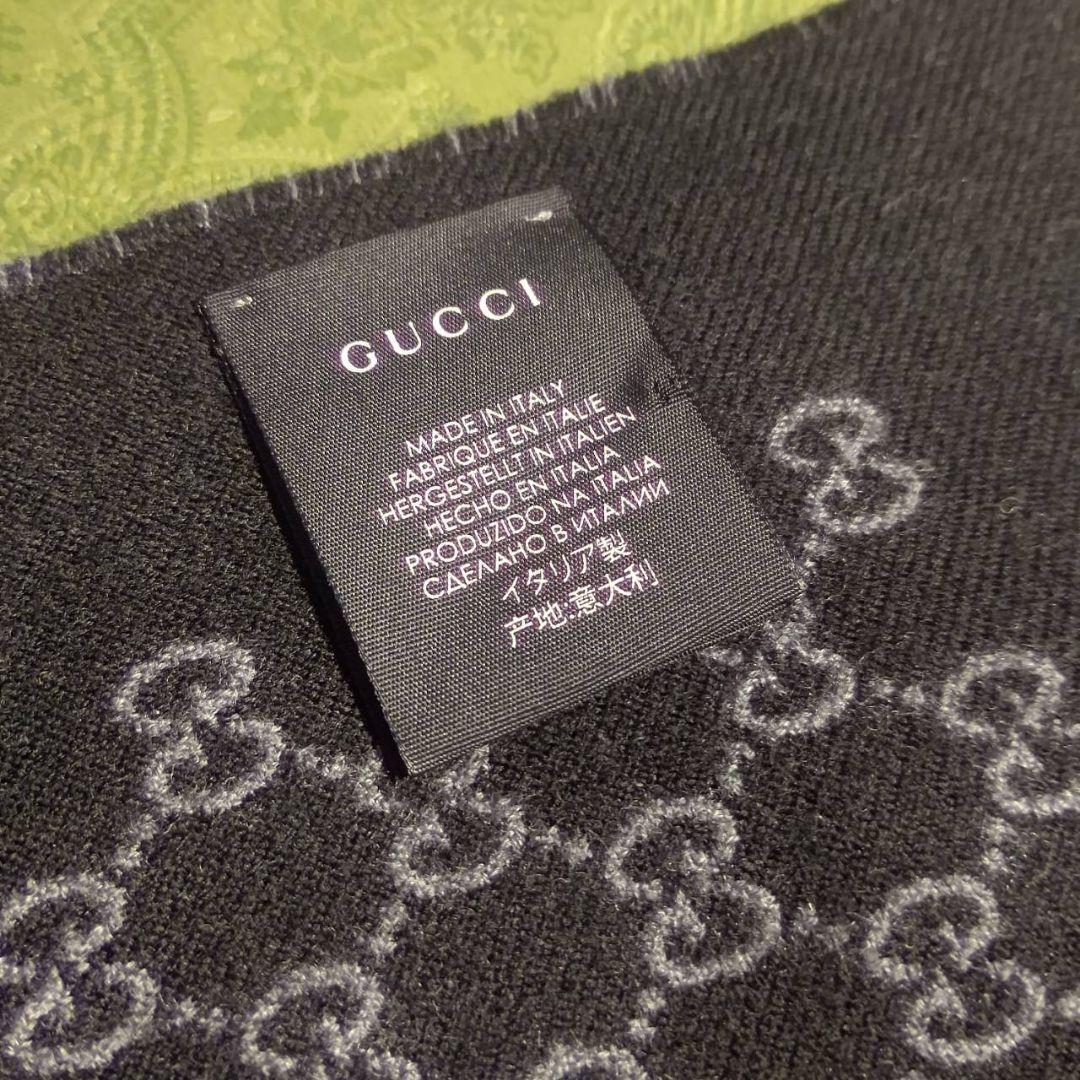 GUCCI
MADE IN ITALY
FABRIQUE EN ITALIE
HERGESTELLT IN ITALIEN
HECHO EN ITALIA
PRODUZIDO NA ITALIA
СДЕЛАНО В ИТАЛИИ
イタリア製
产地:意大利